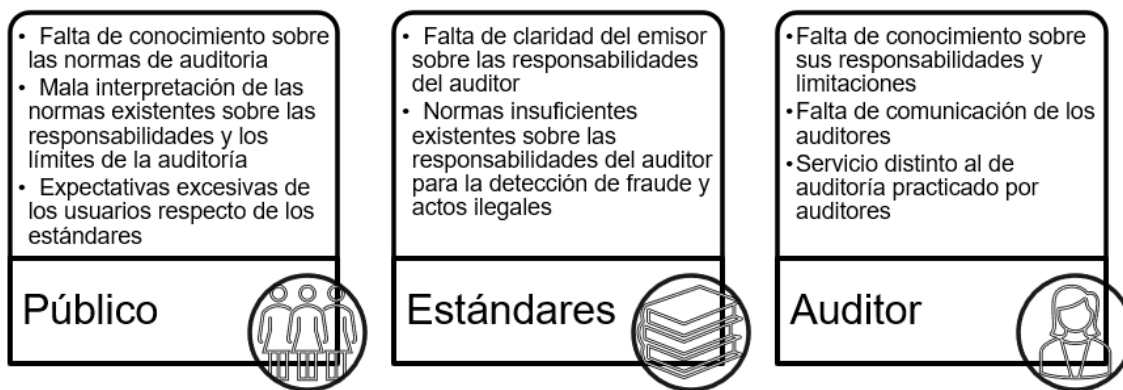 • Falta de conocimiento sobre
las normas de auditoria
• Mala interpretación de las
normas existentes sobre las
responsabilidades y los
límites de la auditoría
• Expectativas excesivas de
los usuarios respecto de los
estándares
Público
• Falta de claridad del emisor
sobre las responsabilidades
del auditor
• Normas insuficientes
existentes sobre las
responsabilidades del auditor
para la detección de fraude y
actos ilegales
Estándares
• Falta de conocimiento sobre
sus responsabilidades y
limitaciones
• Falta de comunicación de los
auditores
• Servicio distinto al de
auditoría practicado por
auditores
Auditor